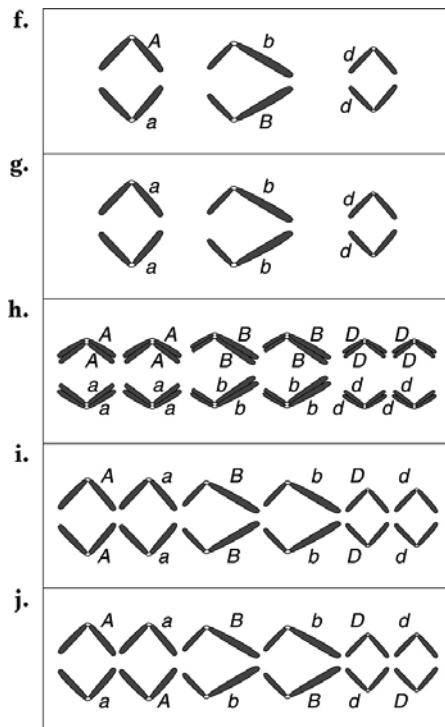 f.
A b d
a B d
g.
a b d
a b d
h.
A A B B D D
A A B B D D
a a b b d d
a a b b d d
i.
A a B b D d
A a B b D d
j.
A a B b D d
a A b B d D